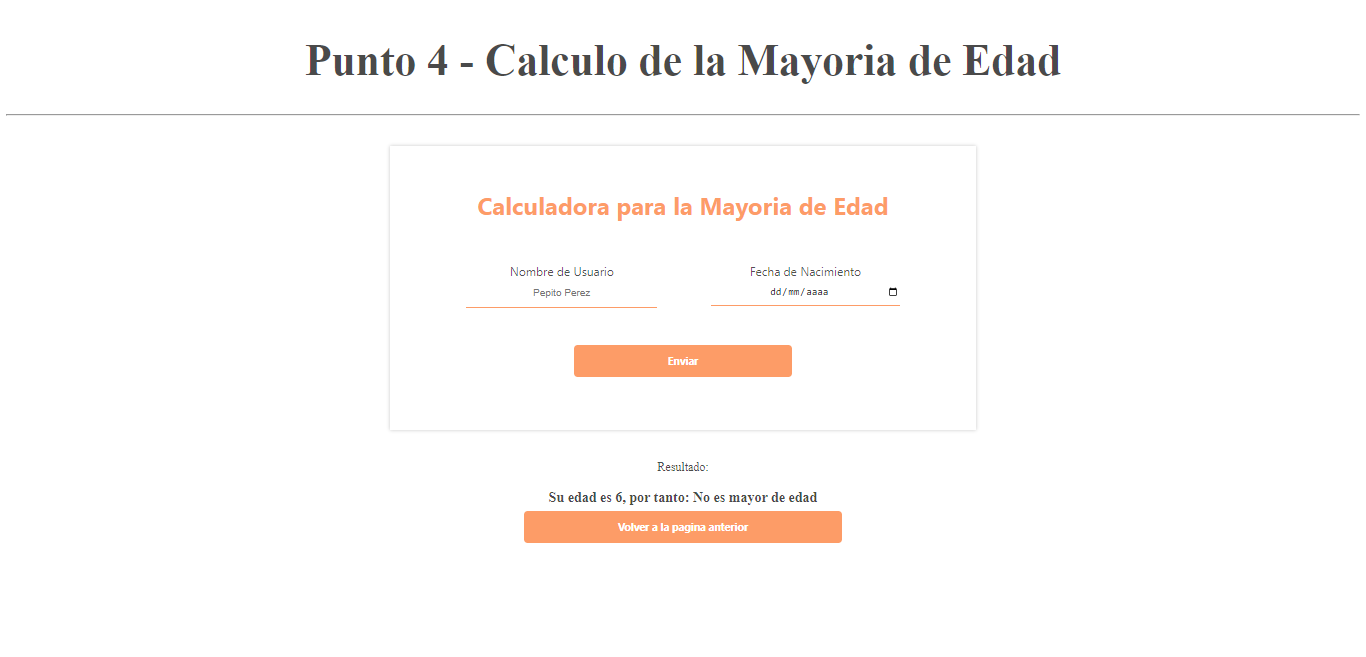 Punto 4 - Calculo de la Mayoria de Edad
Calculadora para la Mayoria de Edad
Nombre de Usuario
Pepito Perez
Fecha de Nacimiento
dd/mm/aaaa
Enviar
Resultado:
Su edad es 6, por tanto: No es mayor de edad
Volver a la pagina anterior